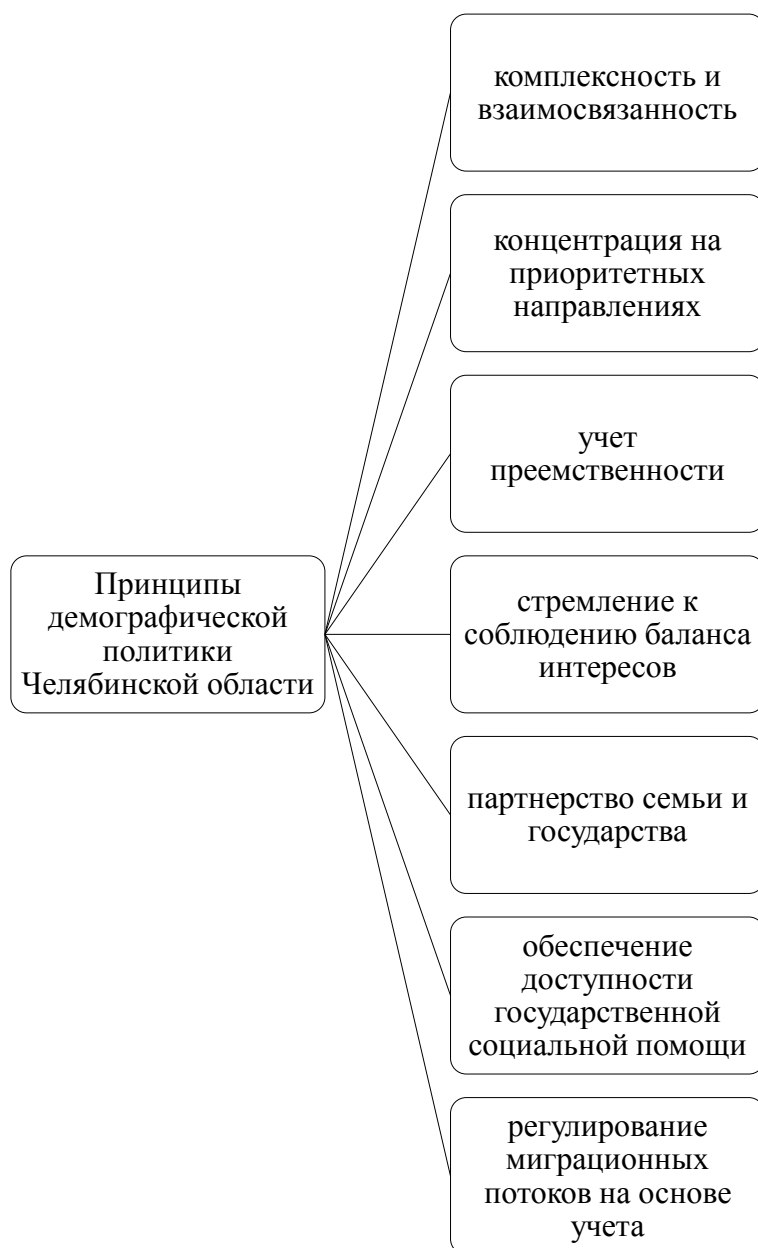 комплексность и
взаимосвязанность
концентрация на
приоритетных
направлениях
учет
преемственности
Принципы
демографической
политики
Челябинской области
стремление к
соблюдению баланса
интересов
партнерство семьи и
государства
обеспечение
доступности
государственной
социальной помощи
регулирование
миграционных
потоков на основе
учета